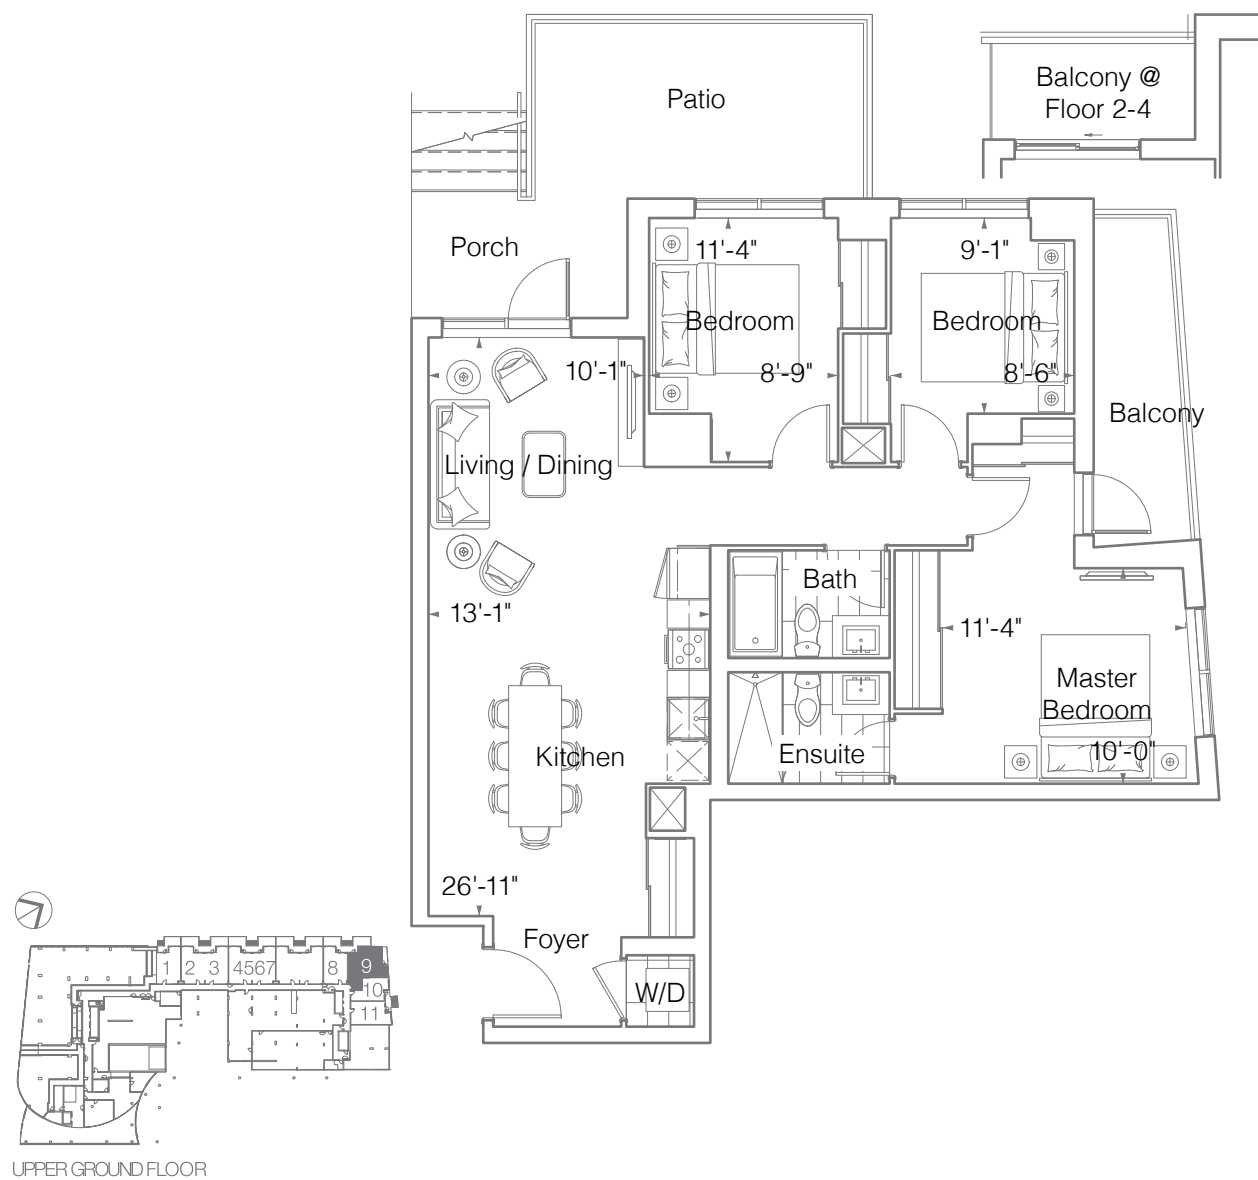 Patio
Balcony @
Floor 2-4
Porch
11'-4"
9'-1"
Bedroom
Bedroom
10'-1"
8'-9"
8'-6"
Balcony
Living / Dining
Bath
13'-1"
11'-4"
Master
Bedroom
Kitchen
Ensuite
10'-0"
26'-11"
Foyer
W/D
1
2
3
4567
8
9
10
11
UPPER GROUND FLOOR